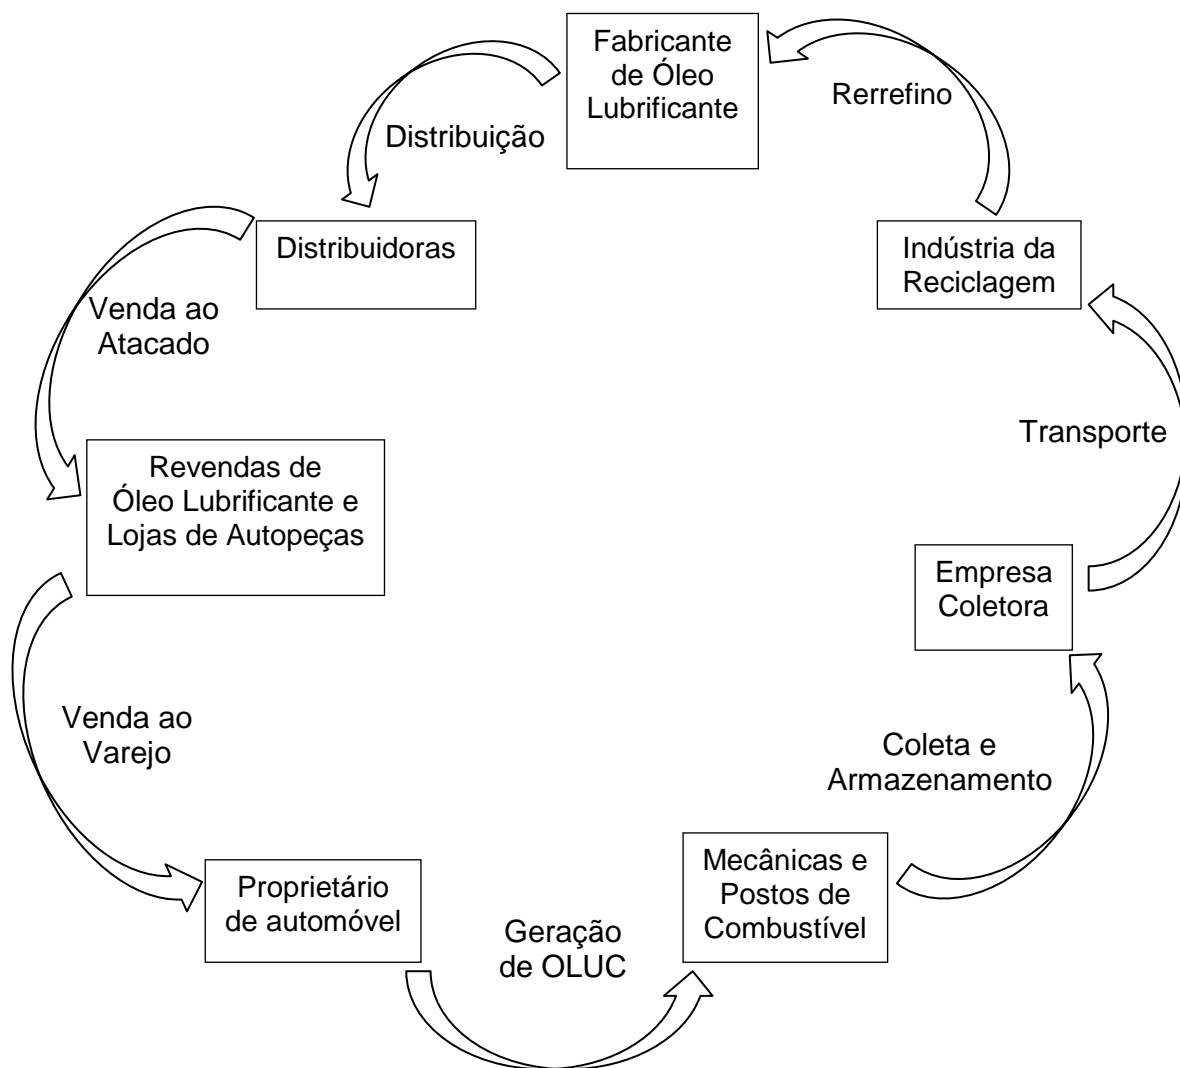 Fabricante
de Óleo
Lubrificante
Rerrefino
Distribuição
Distribuidoras
Indústria da
Reciclagem
Venda ao
Atacado
Transporte
Revendas de
Óleo Lubrificante e
Lojas de Autopeças
Empresa
Coletora
Venda ao
Varejo
Coleta e
Armazenamento
Proprietário
de automóvel
Mecânicas e
Postos de
Combustível
Geração
de OLUC